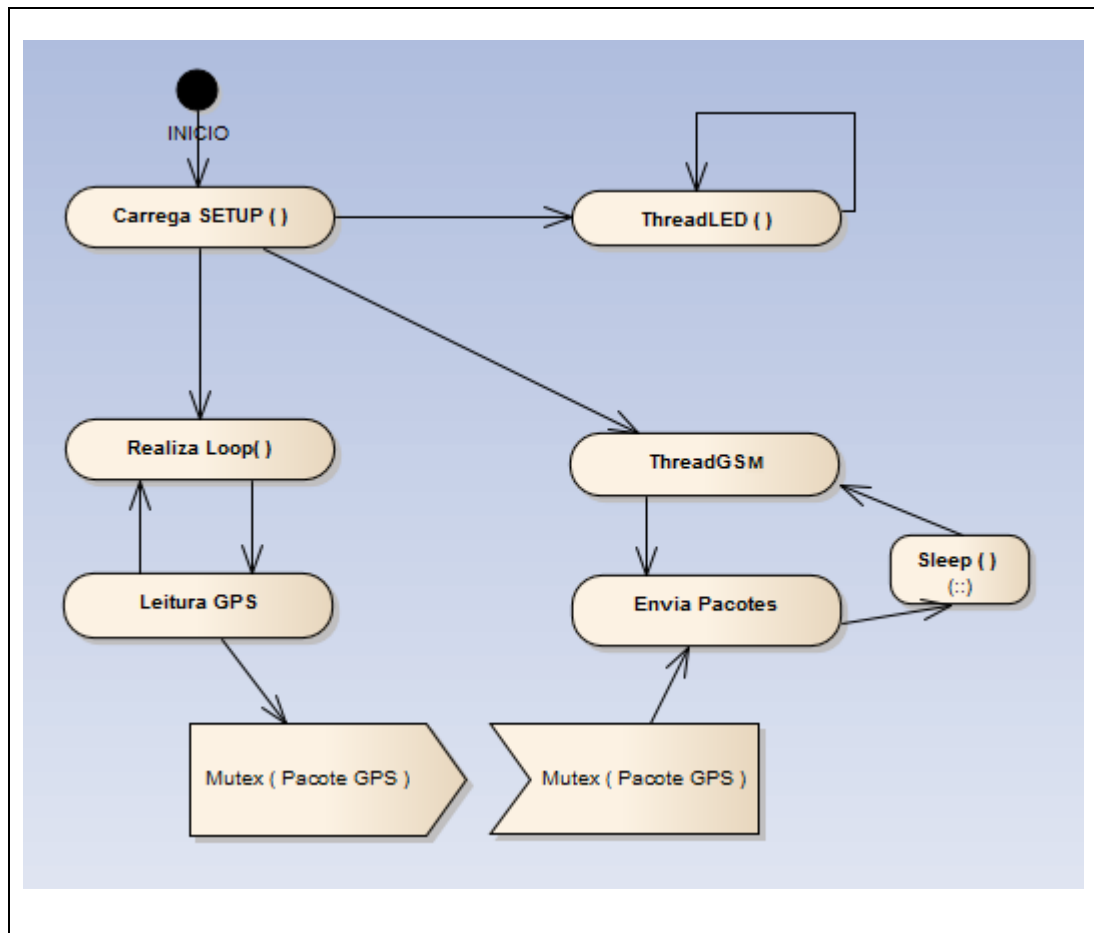 INICIO
Carrega SETUP ( )
ThreadLED ( )
Realiza Loop( )
ThreadGSM
Sleep ( )
(::)
Leitura GPS
Envia Pacotes
Mutex ( Pacote GPS )
Mutex ( Pacote GPS )